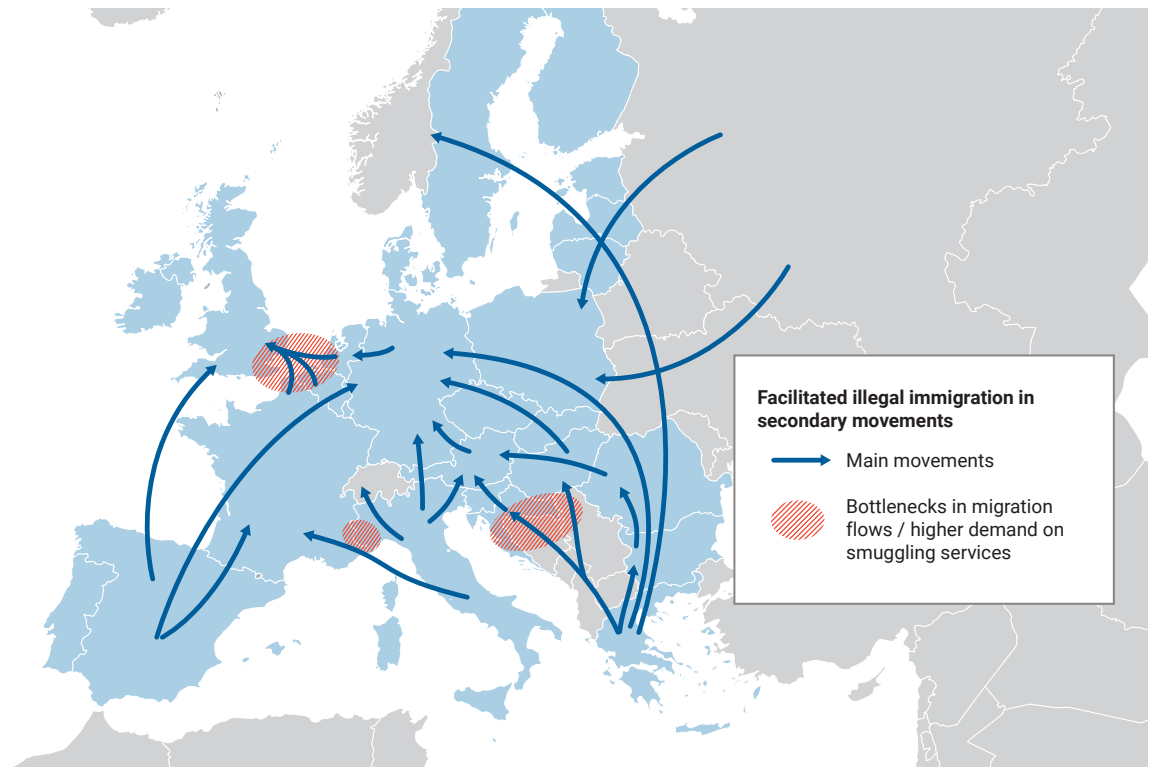 Facilitated illegal immigration in
secondary movements
Main movements
Bottlenecks in migration
flows / higher demand on
smuggling services